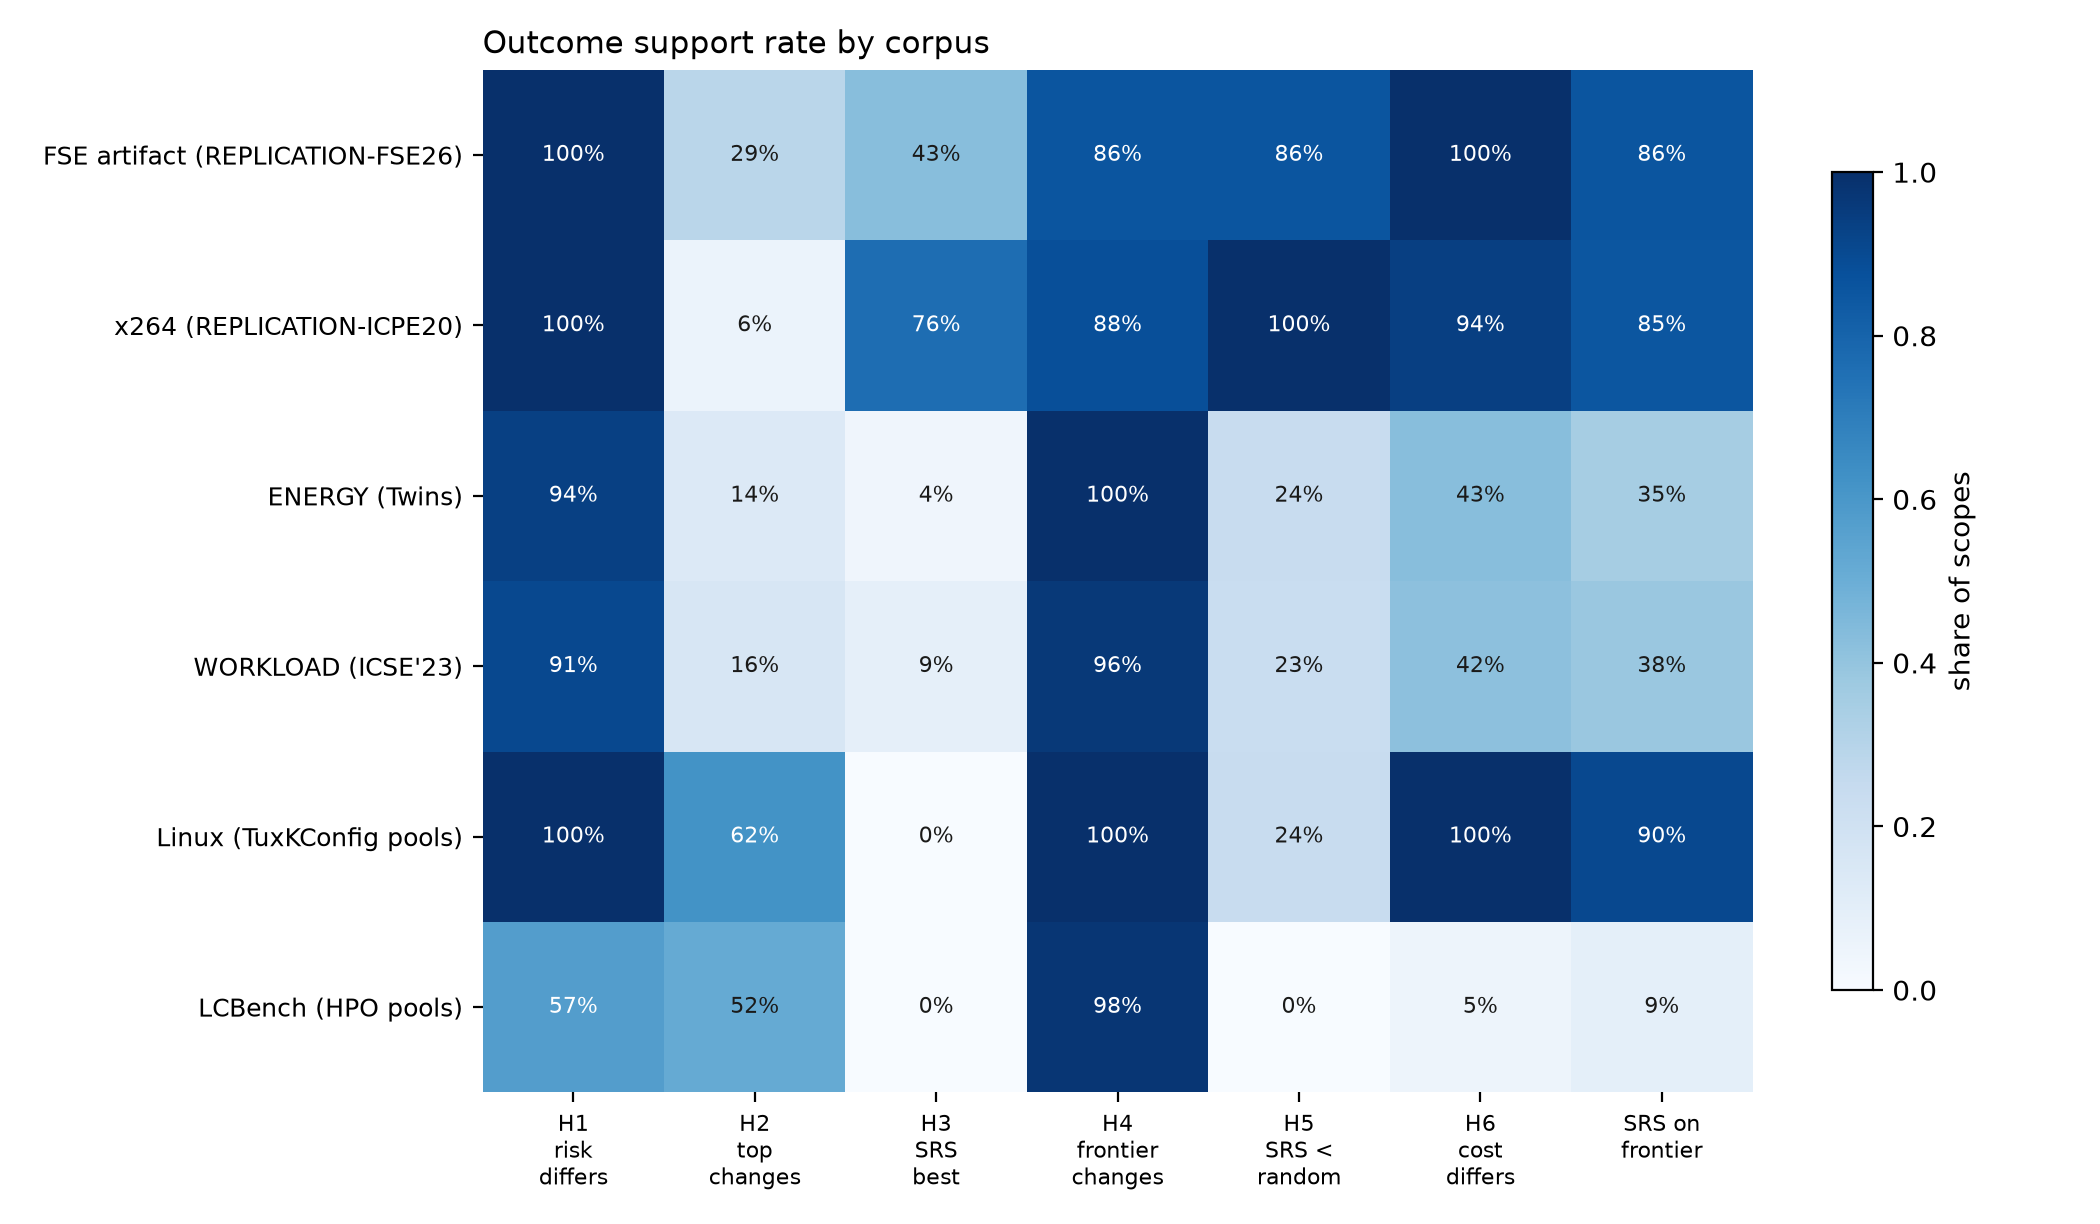 Outcome support rate by corpus
FSE artifact (REPLICATION-FSE26) 100% 29% 43% 86% 86% 100% 86%
x264 (REPLICATION-ICPE20) 100% 6% 76% 88% 100% 94% 85%
ENERGY (Twins) 94% 14% 4% 100% 24% 43% 35%
WORKLOAD (ICSE'23) 91% 16% 9% 96% 23% 42% 38%
Linux (TuxKConfig pools) 100% 62% 0% 100% 24% 100% 90%
LCBench (HPO pools) 57% 52% 0% 98% 0% 5% 9%
H1
risk
differs
H2
top
changes
H3
SRS
best
H4
frontier
changes
H5
SRS <
random
H6
cost
differs
SRS on
frontier
1.0
0.8
0.6
0.4
0.2
0.0
share of scopes